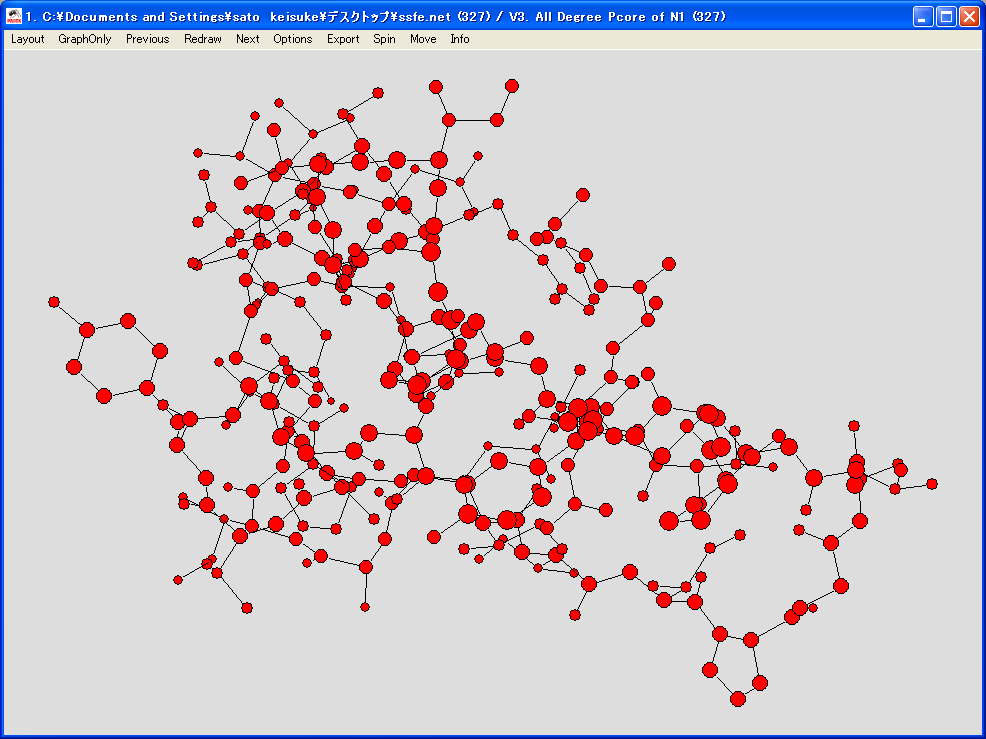 1. C:¥Documents and Settings¥sato keisuke¥デスクトップ¥ssfe.net (327) / V3. All Degree Pcore of N1 (327)
Layout GraphOnly Previous Redraw Next Options Export Spin Move Info